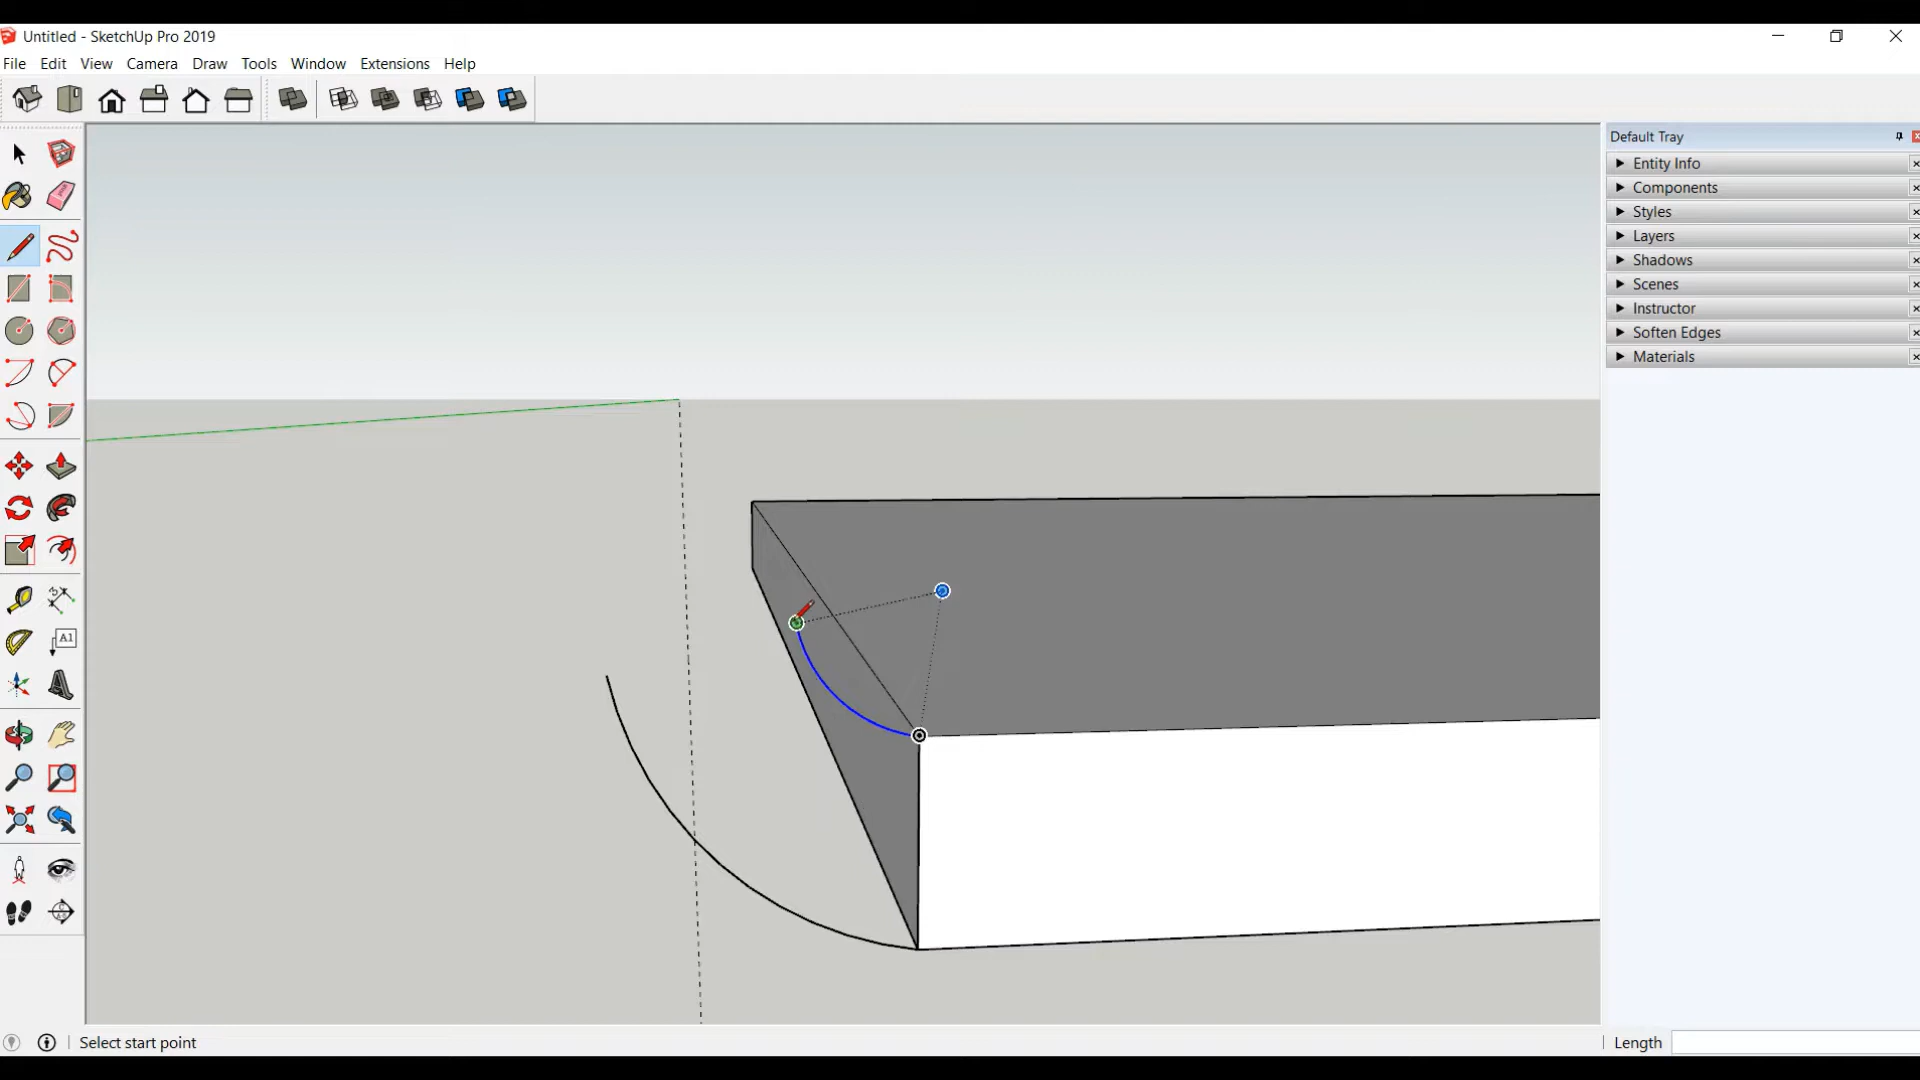 Untitled - SketchUp Pro 2019
File Edit View Camera Draw Tools Window Extensions Help
Default Tray
Entity Info
Components
Styles
Layers
Shadows
Scenes
Instructor
Soften Edges
Materials
A1
Select start point
Length